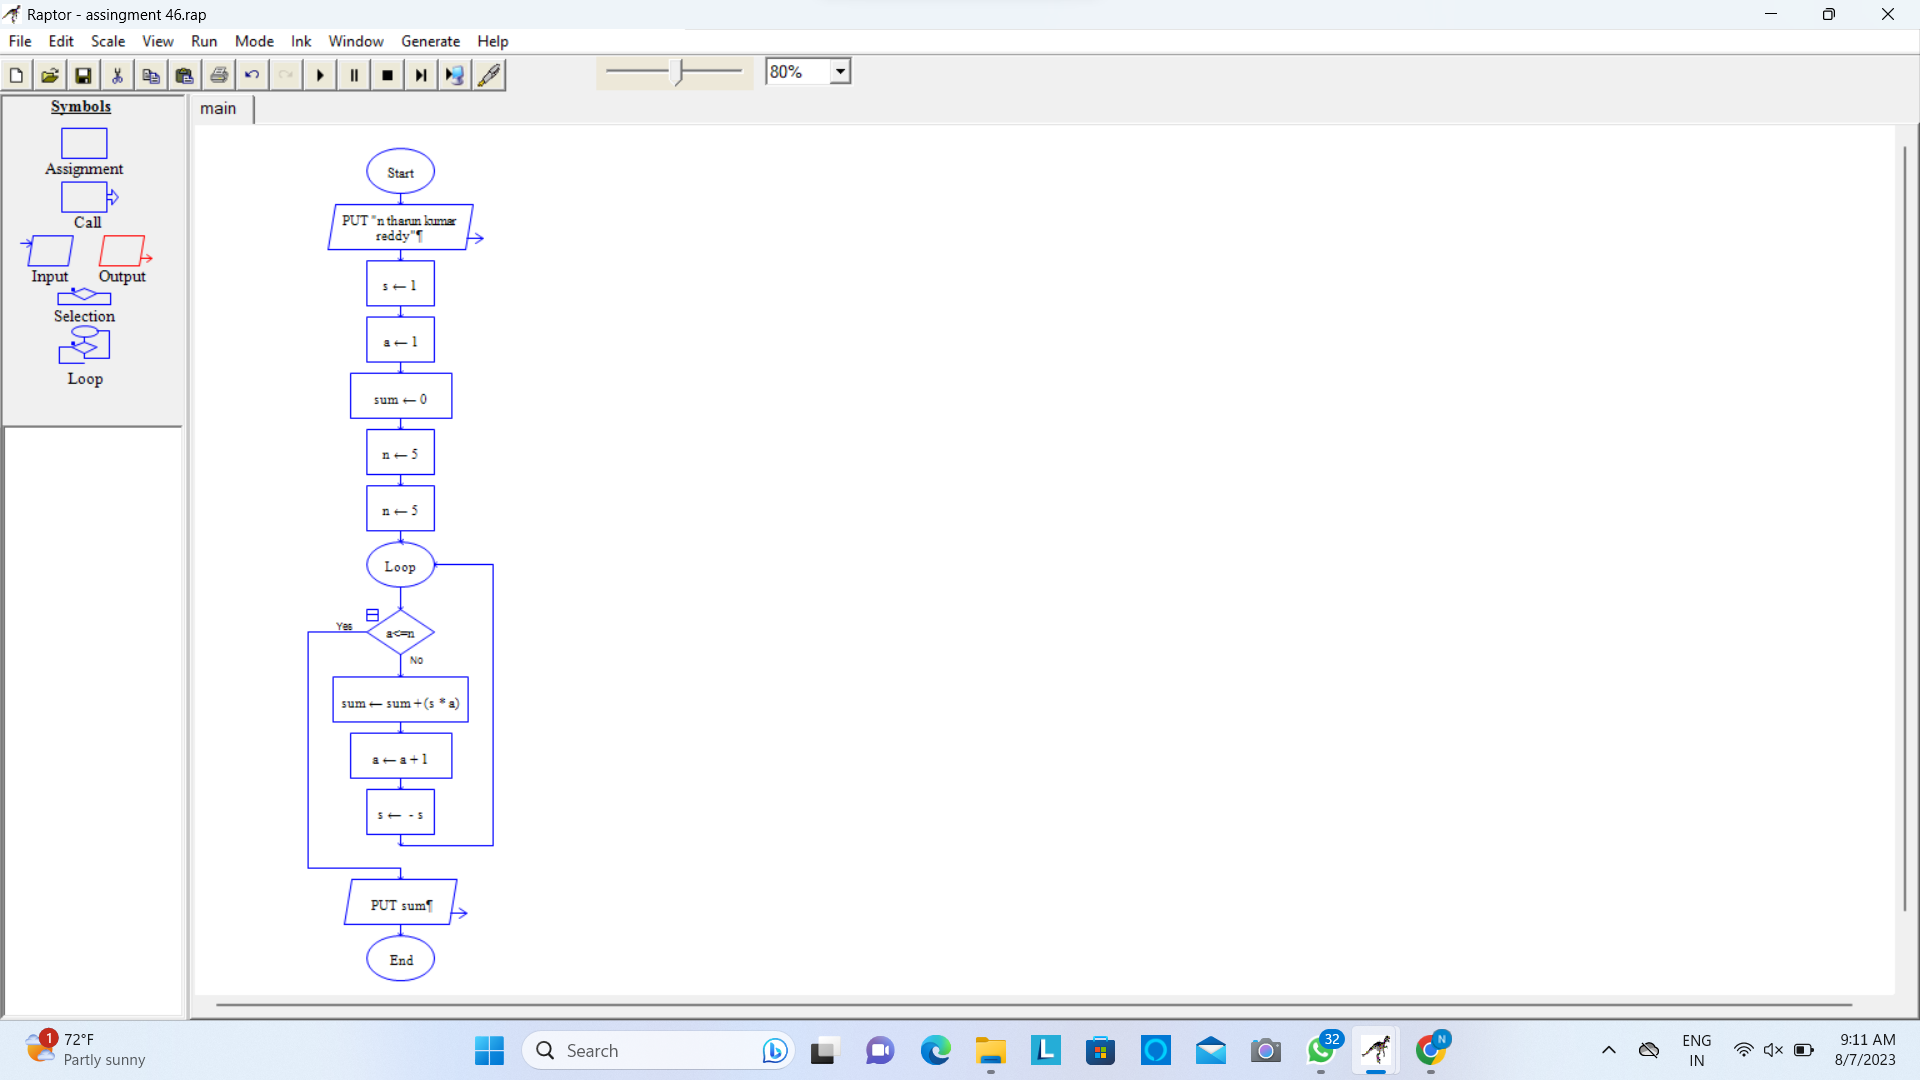 Raptor - assingment 46.rap
File Edit Scale View Run Mode Ink Window Generate Help
80%
Symbols
main
Assignment
Call
Input Output
Selection
Loop
Start
PUT "n tharun kumar
reddy"¶
s ← 1
a ← 1
sum ← 0
n ← 5
n ← 5
Loop
Yes
a<=n
No
sum ← sum+(s * a)
a ← a + 1
s ← - s
PUT sum¶
End
1
72°F
Partly sunny
Search
L
32
N
ENG
IN
9:11 AM
8/7/2023